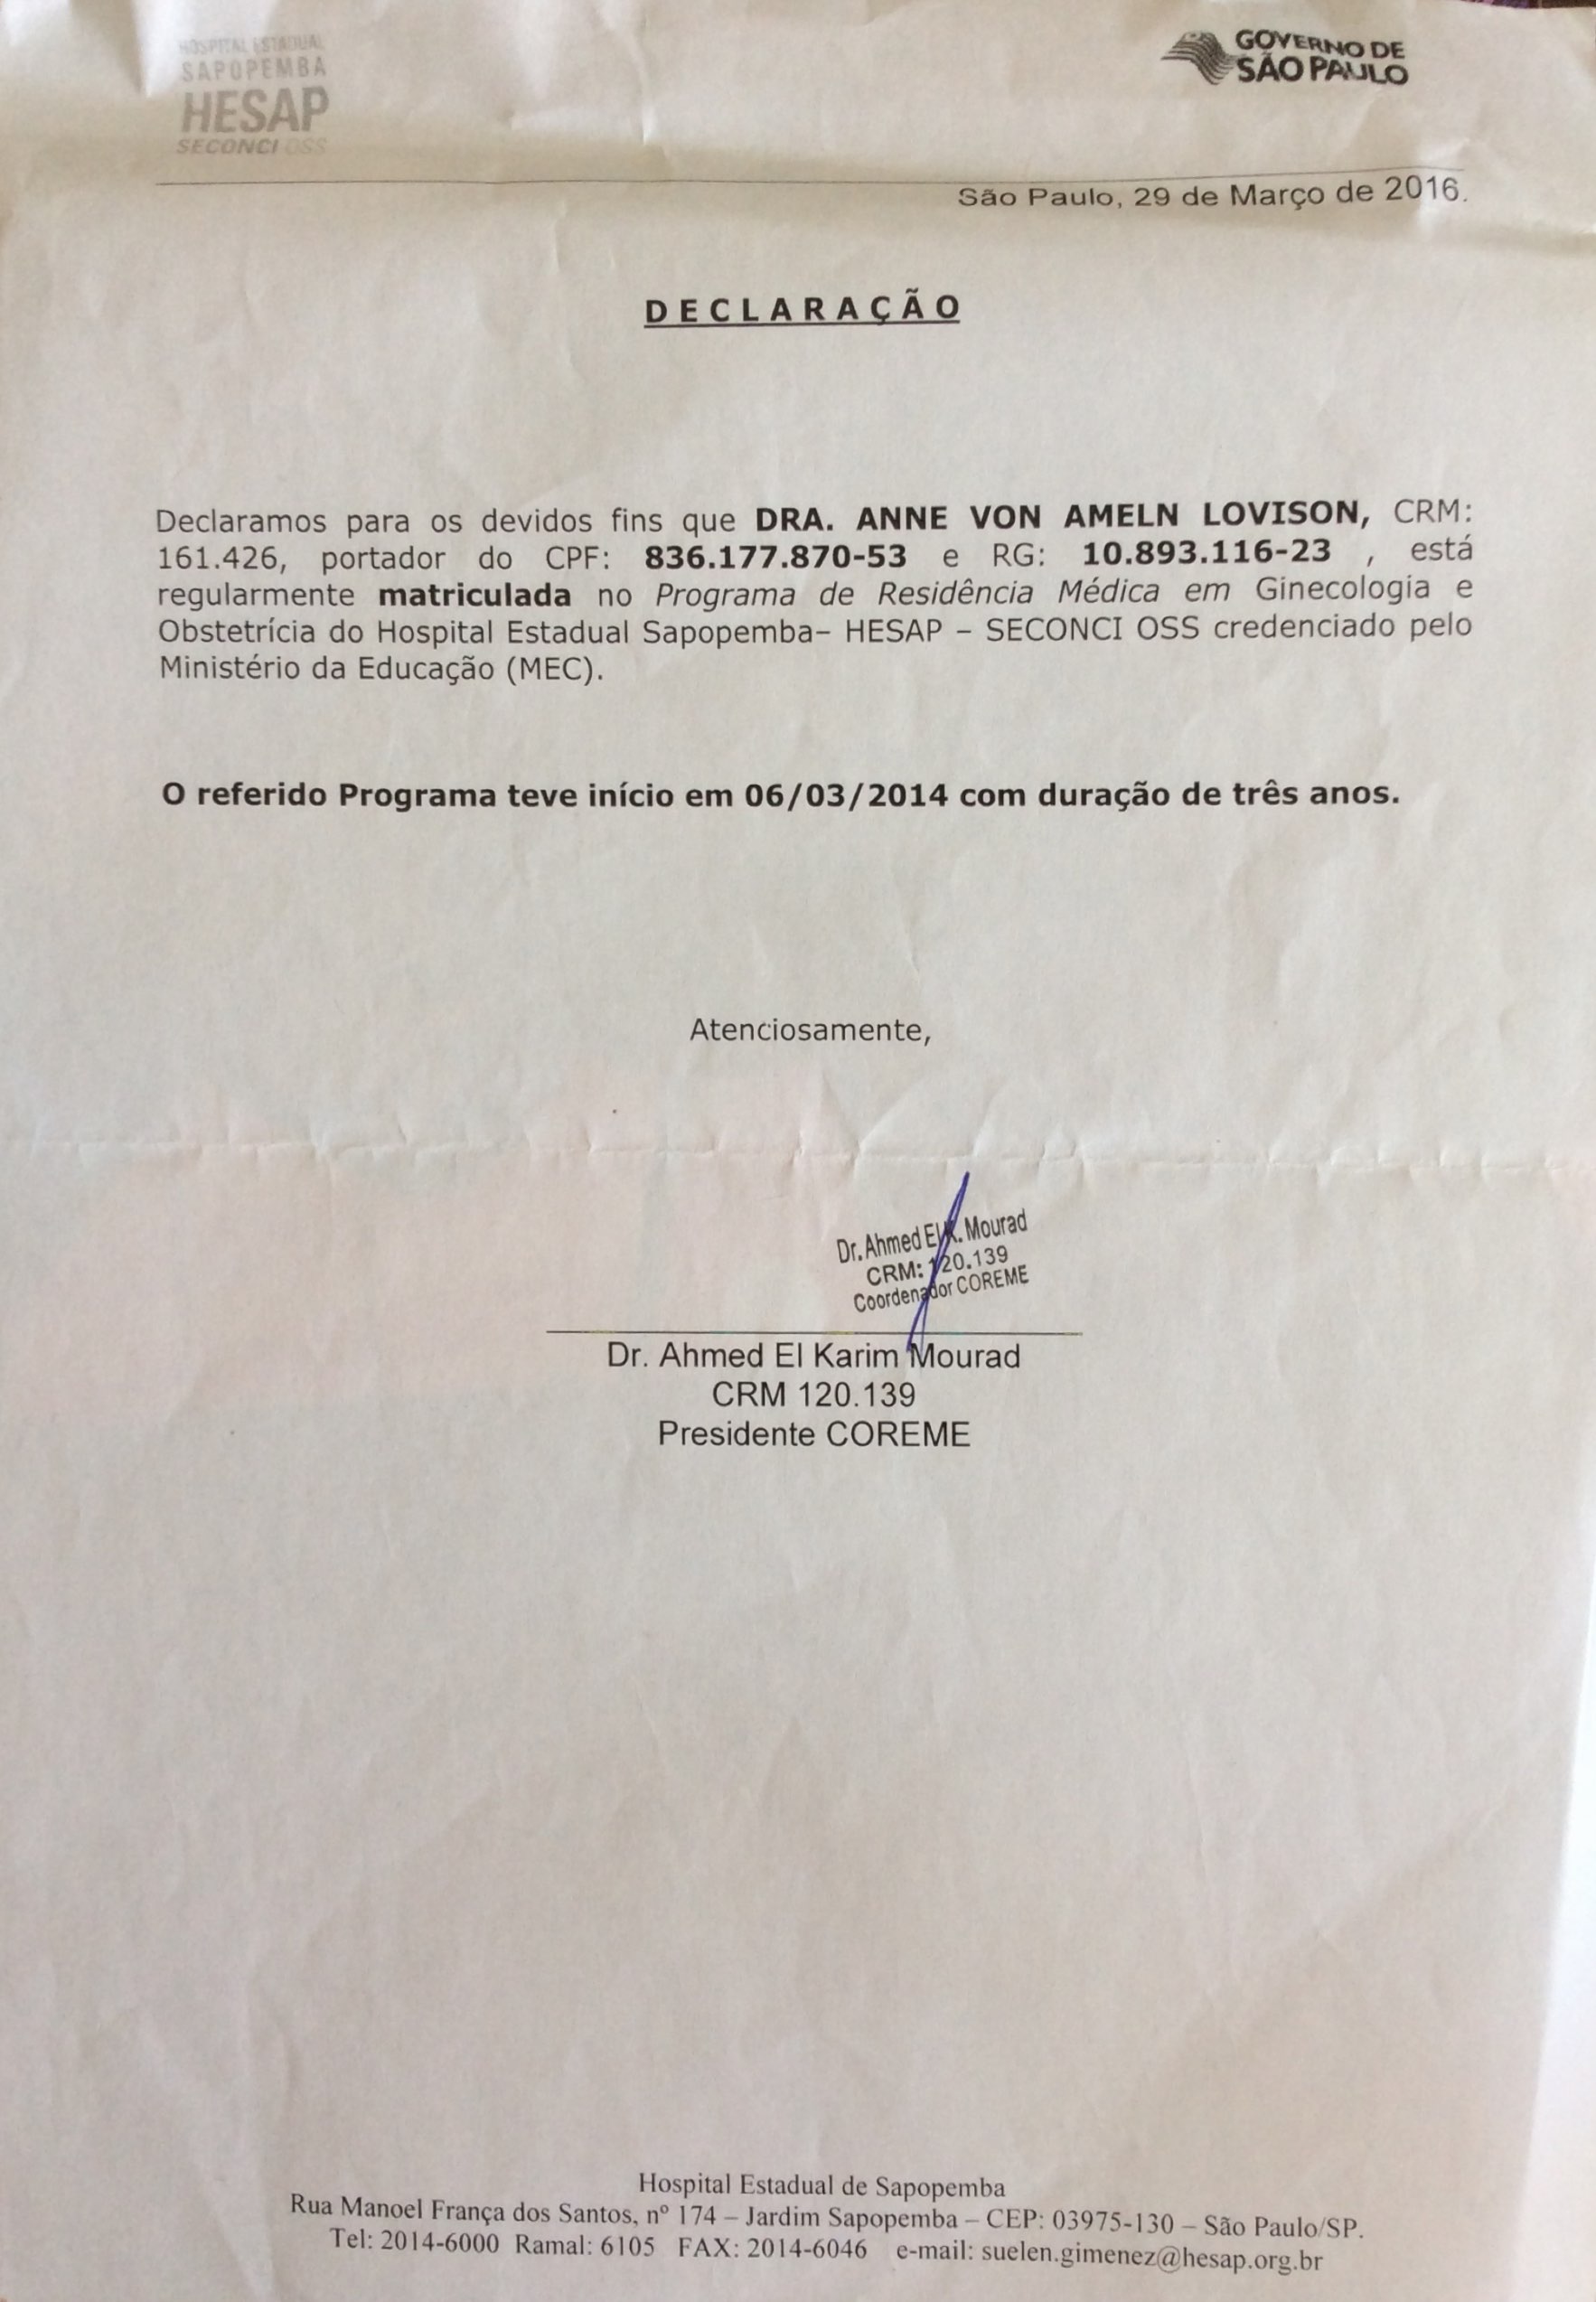 HOSPITAL ESTADUAL
SAPOPEMBA
HESAP
SECONCI OSS
GOVERNO DE
SÃO PAULO
São Paulo, 29 de Março de 2016.
DECLARAÇÃO
Declaramos para os devidos fins que DRA. ANNE VON AMELN LOVISON, CRM:
161.426, portador do CPF: 836.177.870-53 e RG: 10.893.116-23 , está
regularmente matriculada no Programa de Residência Médica em Ginecologia e
Obstetrícia do Hospital Estadual Sapopemba– HESAP – SECONCI OSS credenciado pelo
Ministério da Educação (MEC).
O referido Programa teve início em 06/03/2014 com duração de três anos.
Atenciosamente,
Dr. Ahmed El K. Mourad
CRM: 120.139
Coordenador COREME
Dr. Ahmed El Karim Mourad
CRM 120.139
Presidente COREME
Hospital Estadual de Sapopemba
Rua Manoel França dos Santos, nº 174 – Jardim Sapopemba – CEP: 03975-130 – São Paulo/SP.
Tel: 2014-6000 Ramal: 6105 FAX: 2014-6046 e-mail: suelen.gimenez@hesap.org.br